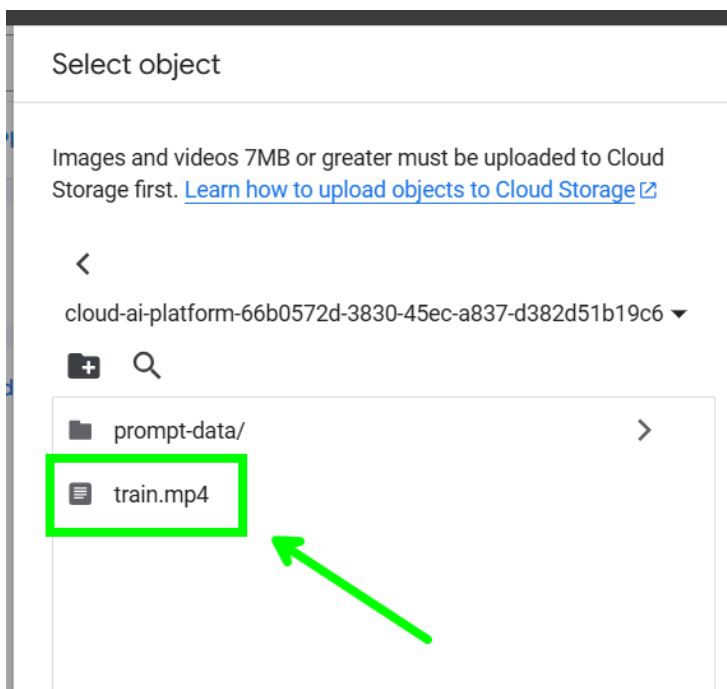 Select object
Images and videos 7MB or greater must be uploaded to Cloud
Storage first. Learn how to upload objects to Cloud Storage
cloud-ai-platform-66b0572d-3830-45ec-a837-d382d51b19c6
prompt-data/
train.mp4